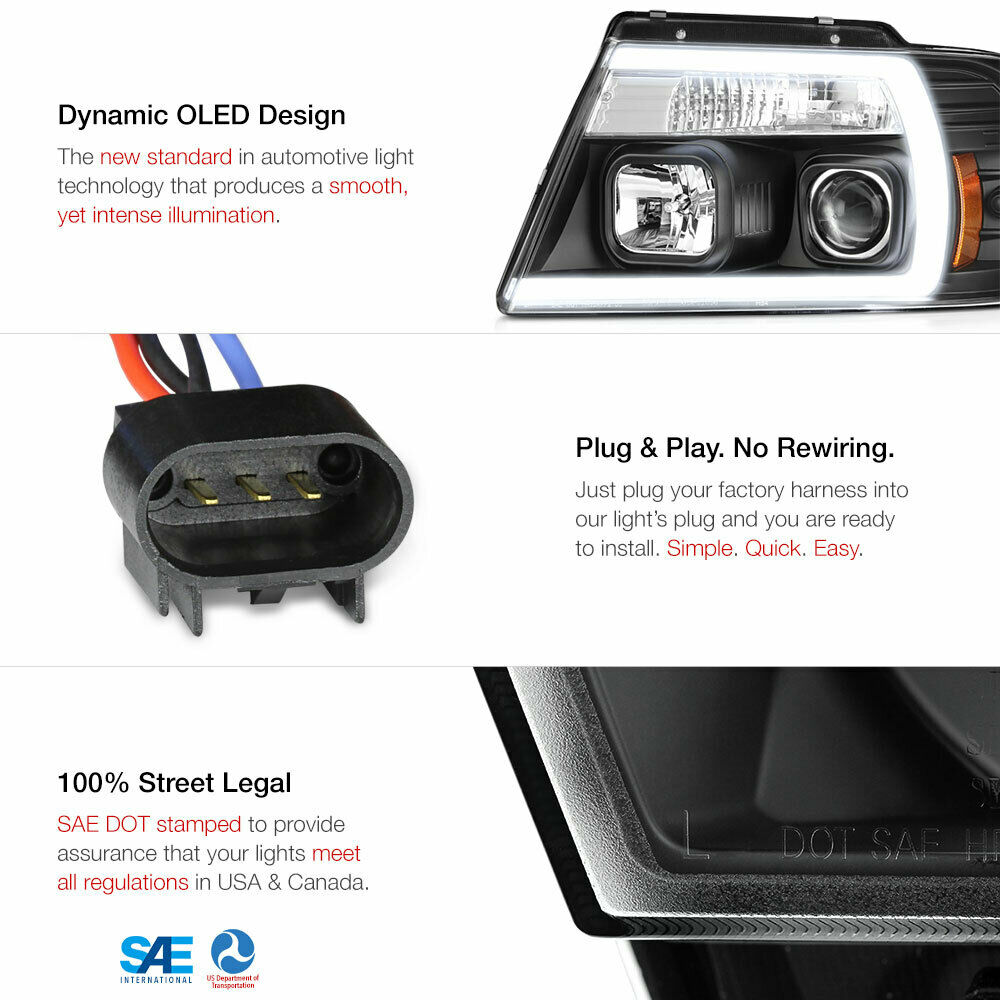 Dynamic OLED Design
The new standard in automotive light
technology that produces a smooth,
yet intense illumination.
Plug & Play. No Rewiring.
Just plug your factory harness into
our light's plug and you are ready
to install. Simple. Quick. Easy.
100% Street Legal
SAE DOT stamped to provide
assurance that your lights meet
all regulations in USA & Canada.
L DOT SAE
SAE
INTERNATIONAL
US Department of
Transportation